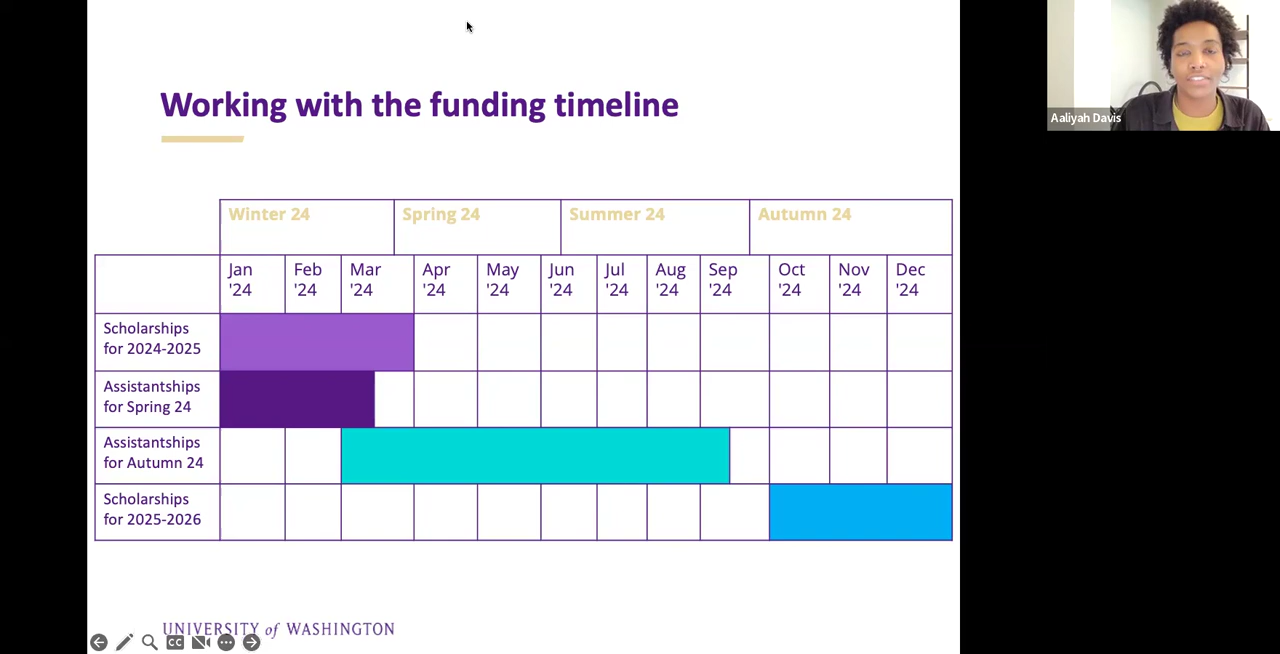 Working with the funding timeline
Aaliyah Davis
Winter 24 Spring 24 Summer 24 Autumn 24
Jan Feb Mar Apr May Jun Jul Aug Sep Oct Nov Dec
'24 '24 '24 '24 '24 '24 '24 '24 '24 '24 '24 '24
Scholarships
for 2024-2025
Assistantships
for Spring 24
Assistantships
for Autumn 24
Scholarships
for 2025-2026
UNIVERSITY of WASHINGTON
CC